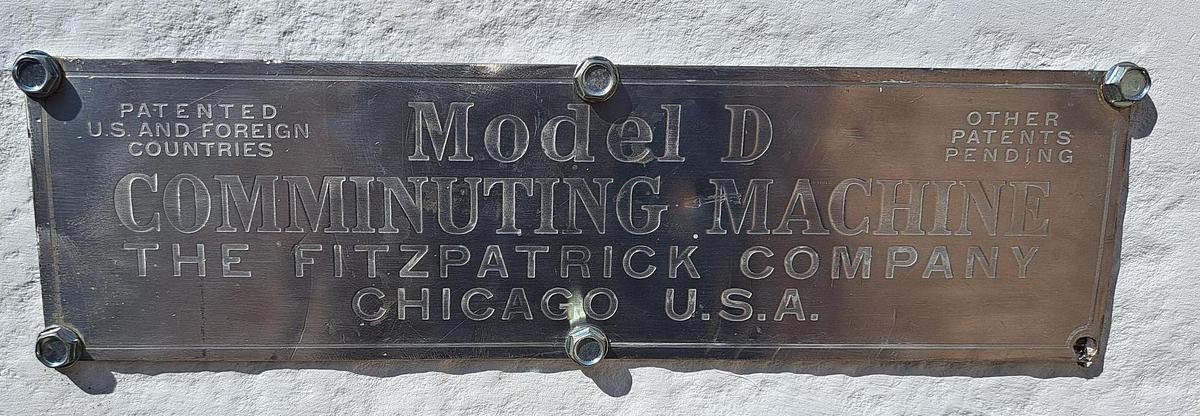 PATENTED
U.S. AND FOREIGN
COUNTRIES
Model D
OTHER
PATENTS
PENDING
COMMINUTING MACHINE
THE FITZPATRICK COMPANY
CHICAGO U.S.A.